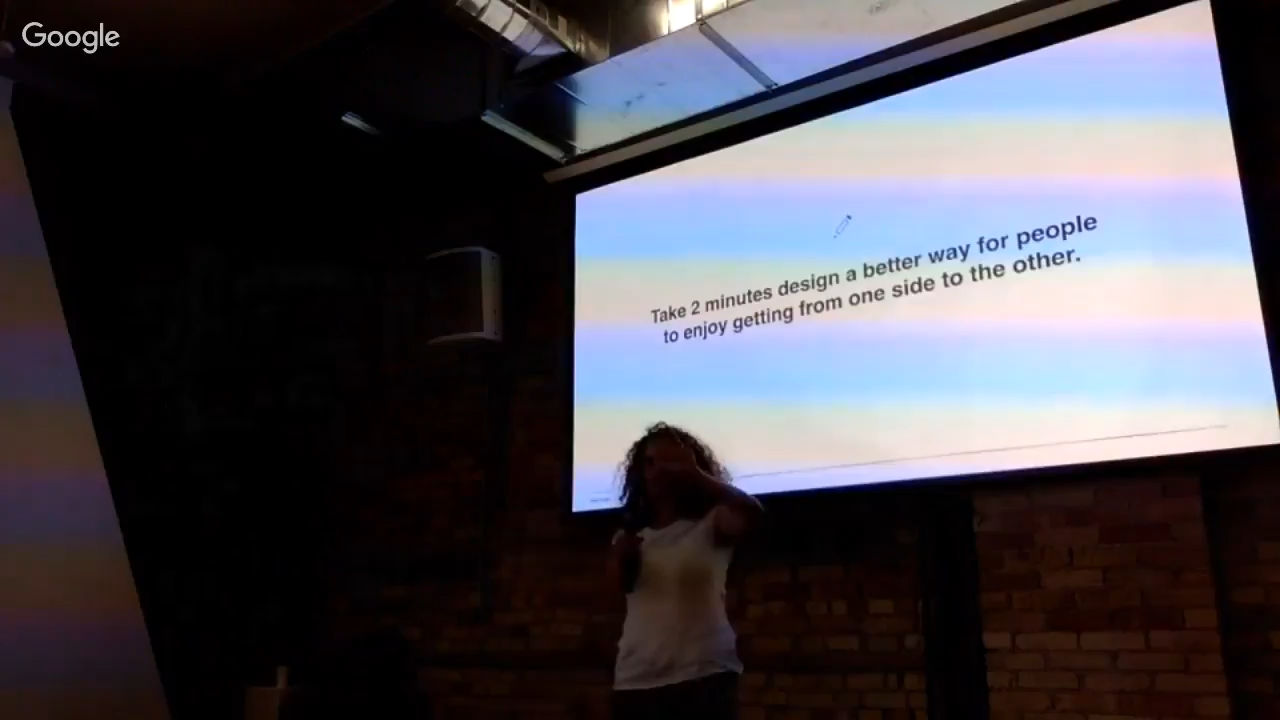 Google
Take 2 minutes design a better way for people
to enjoy getting from one side to the other.